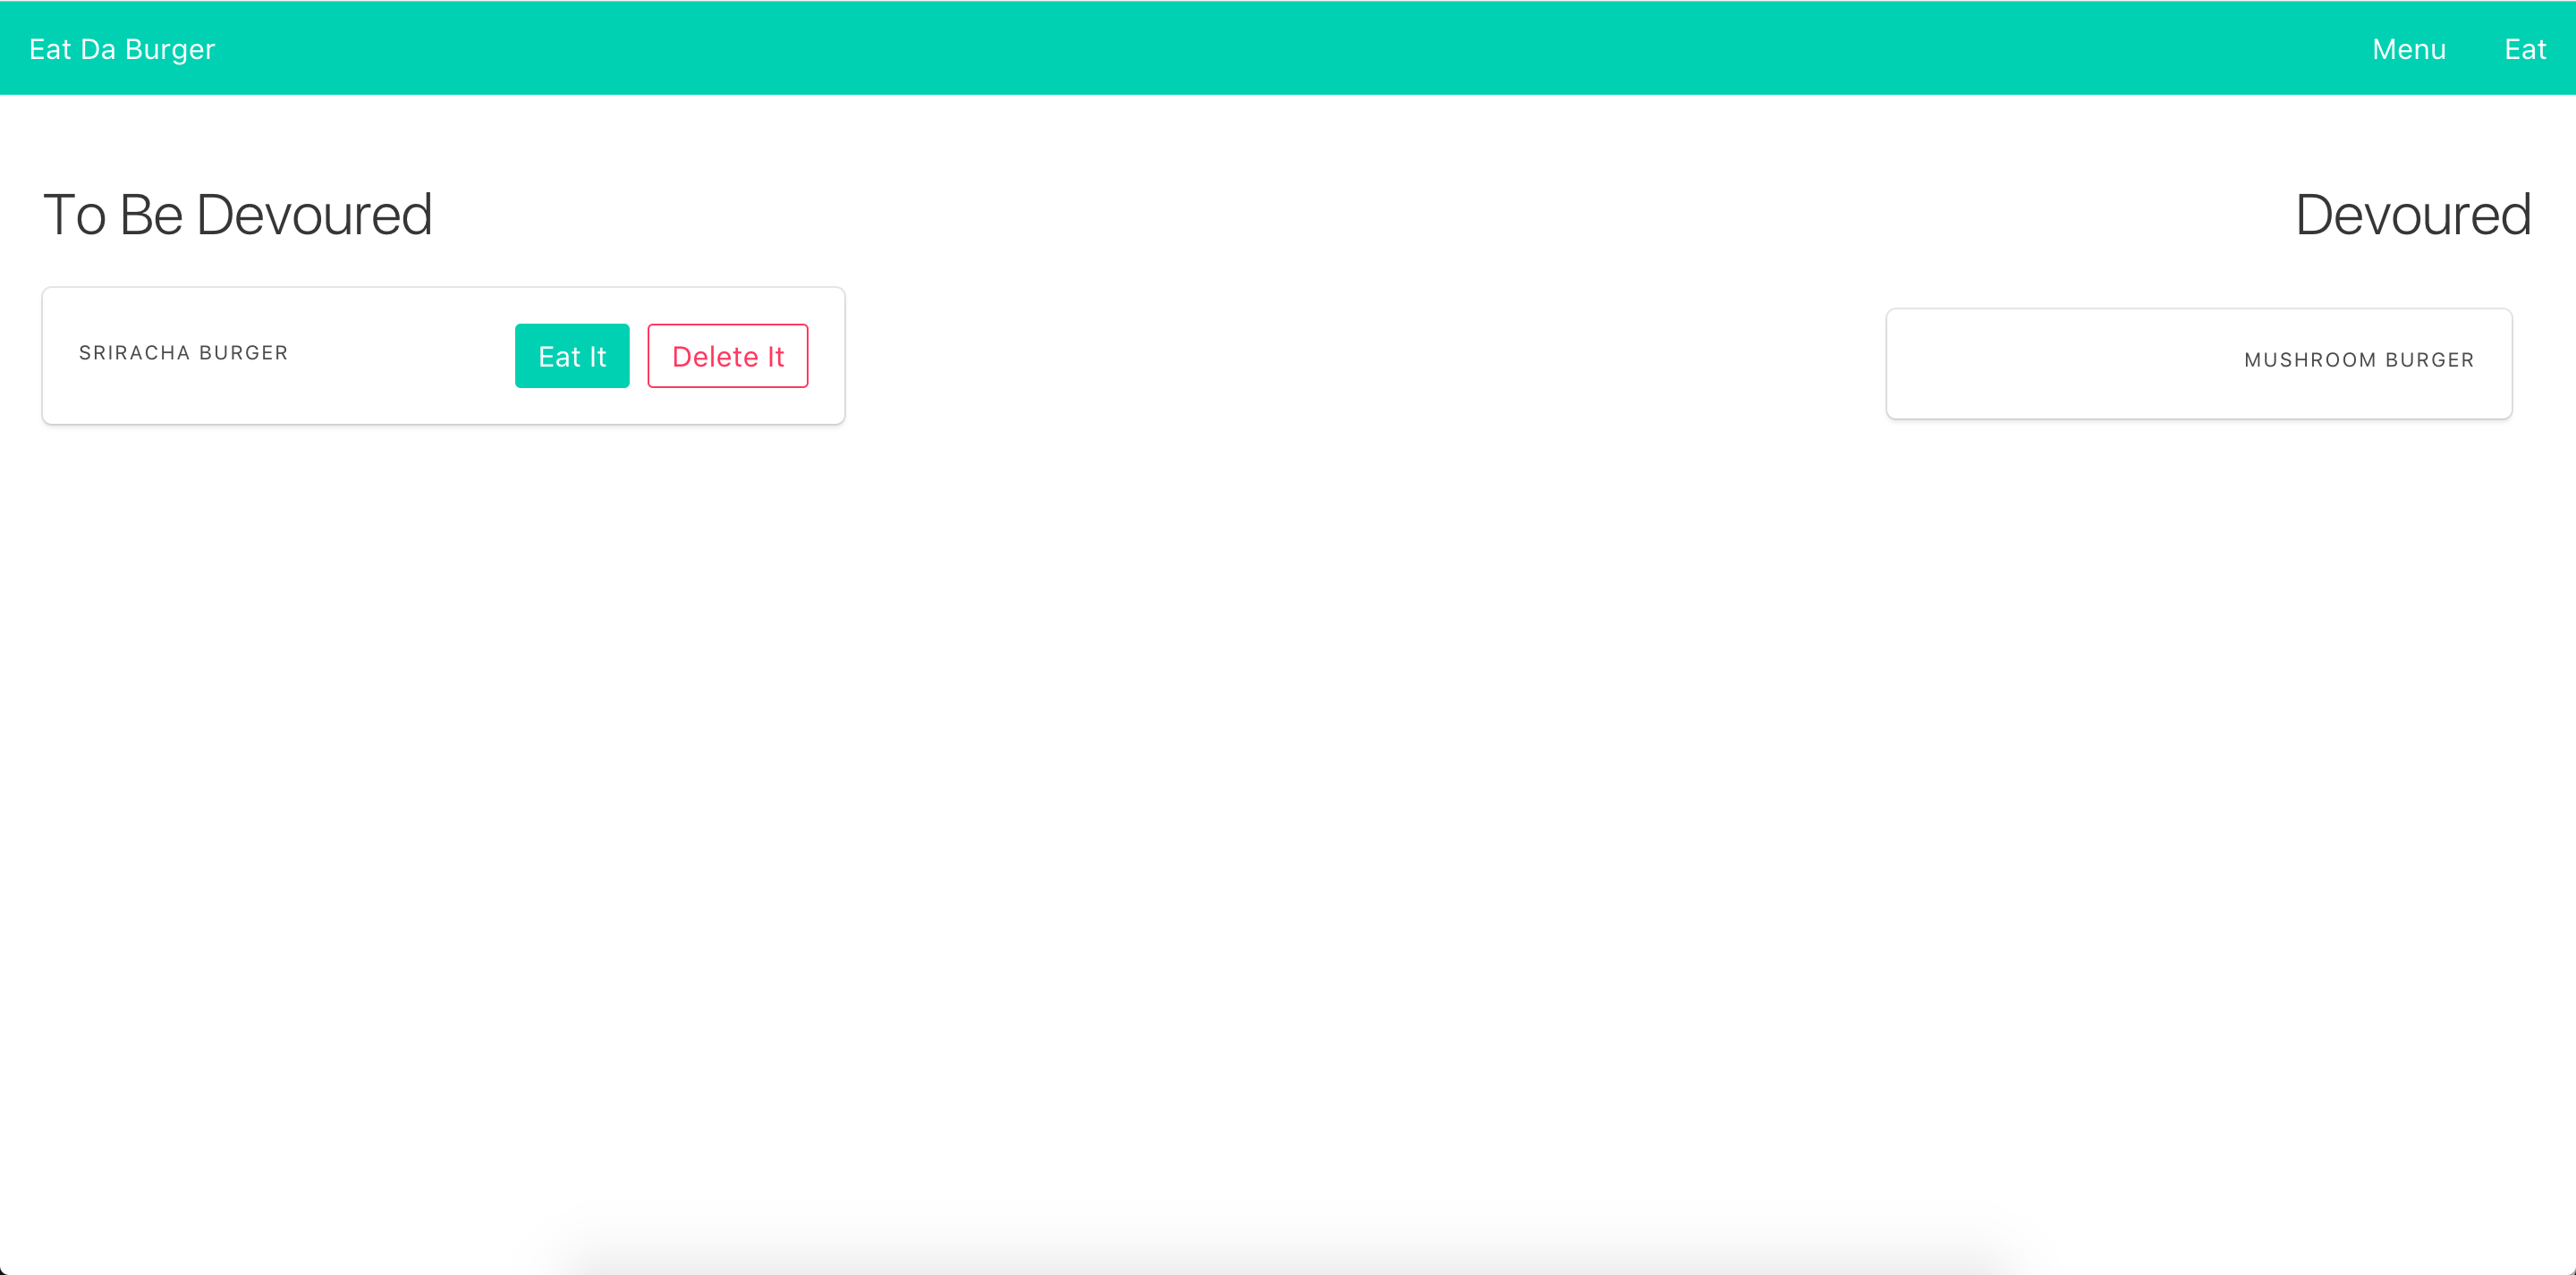 Eat Da Burger
Menu
Eat
To Be Devoured
Devoured
SRIRACHA BURGER
Eat It
Delete It
MUSHROOM BURGER